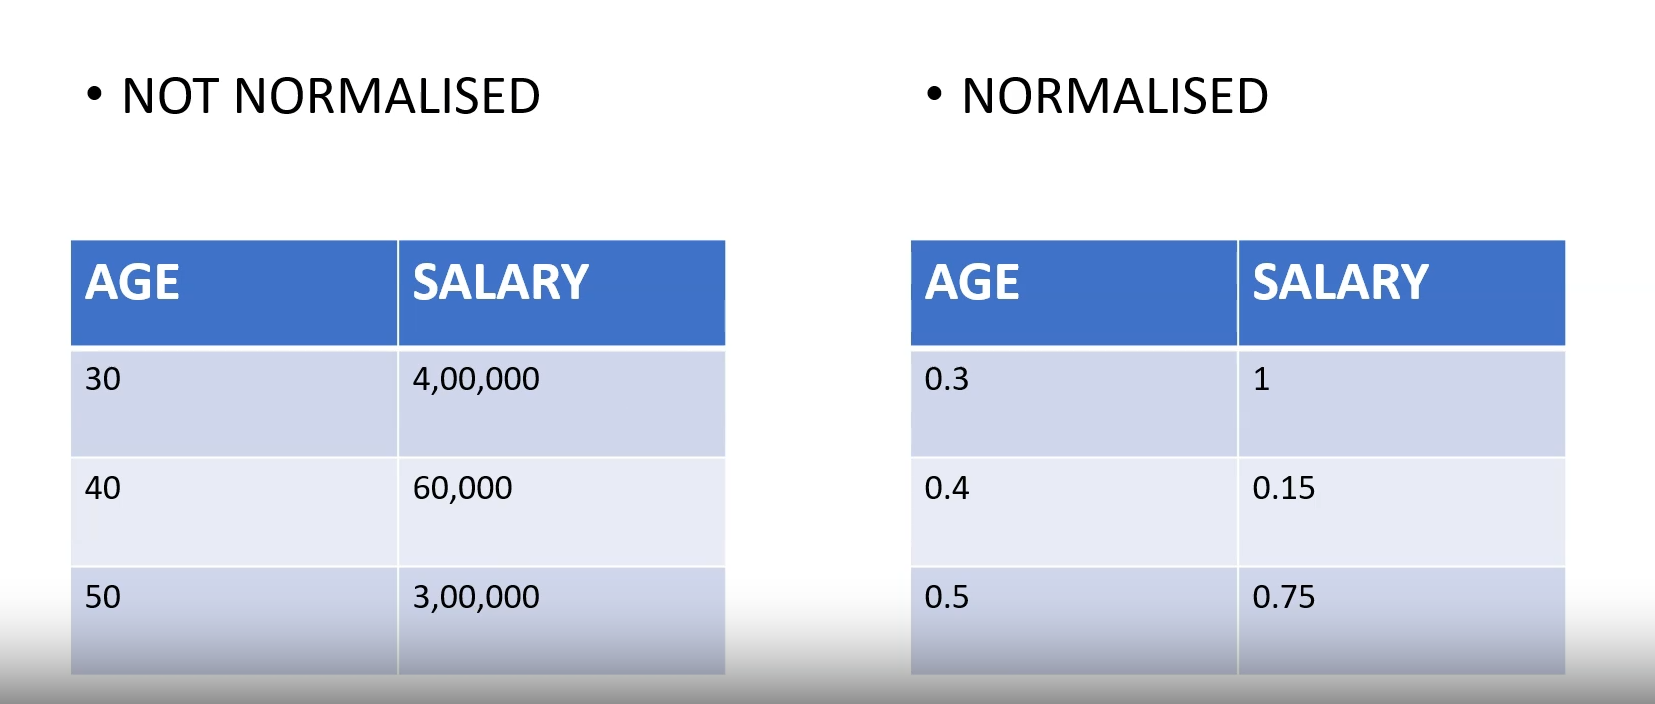 • NOT NORMALISED
• NORMALISED
AGE SALARY
30 4,00,000
40 60,000
50 3,00,000
AGE SALARY
0.3 1
0.4 0.15
0.5 0.75